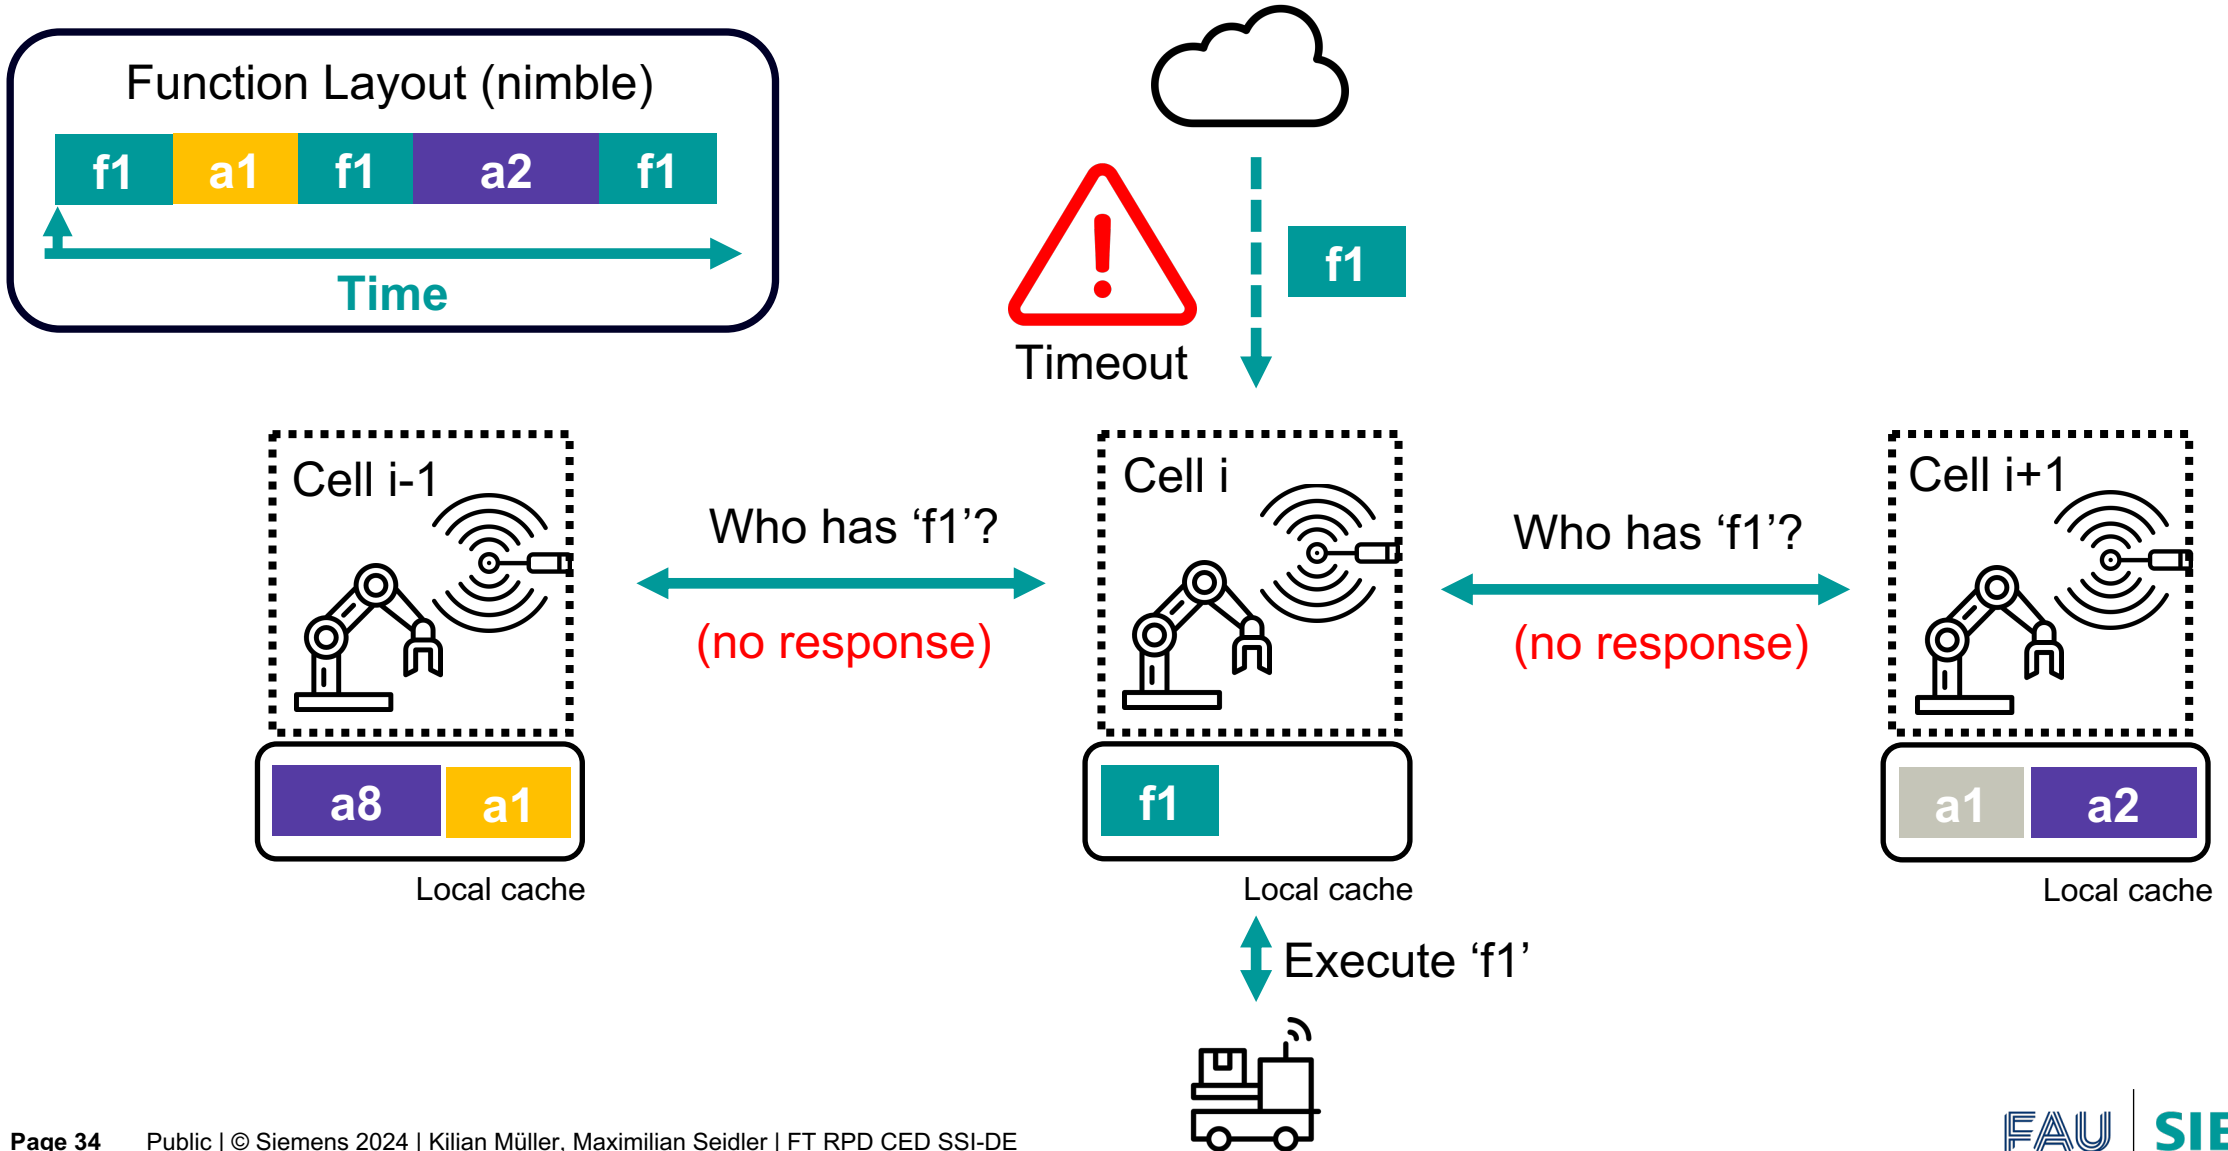 Function Layout (nimble)
f1 a1 f1 a2 f1
Time
f1
Timeout
Cell i-1
Who has ‘f1’?
(no response)
Cell i
Who has ‘f1’?
(no response)
Cell i+1
a8 a1
f1
a1 a2
Local cache
Local cache
Local cache
Execute ‘f1’
Page 34 Public | © Siemens 2024 | Kilian Müller, Maximilian Seidler | FT RPD CED SSI-DE
FAU